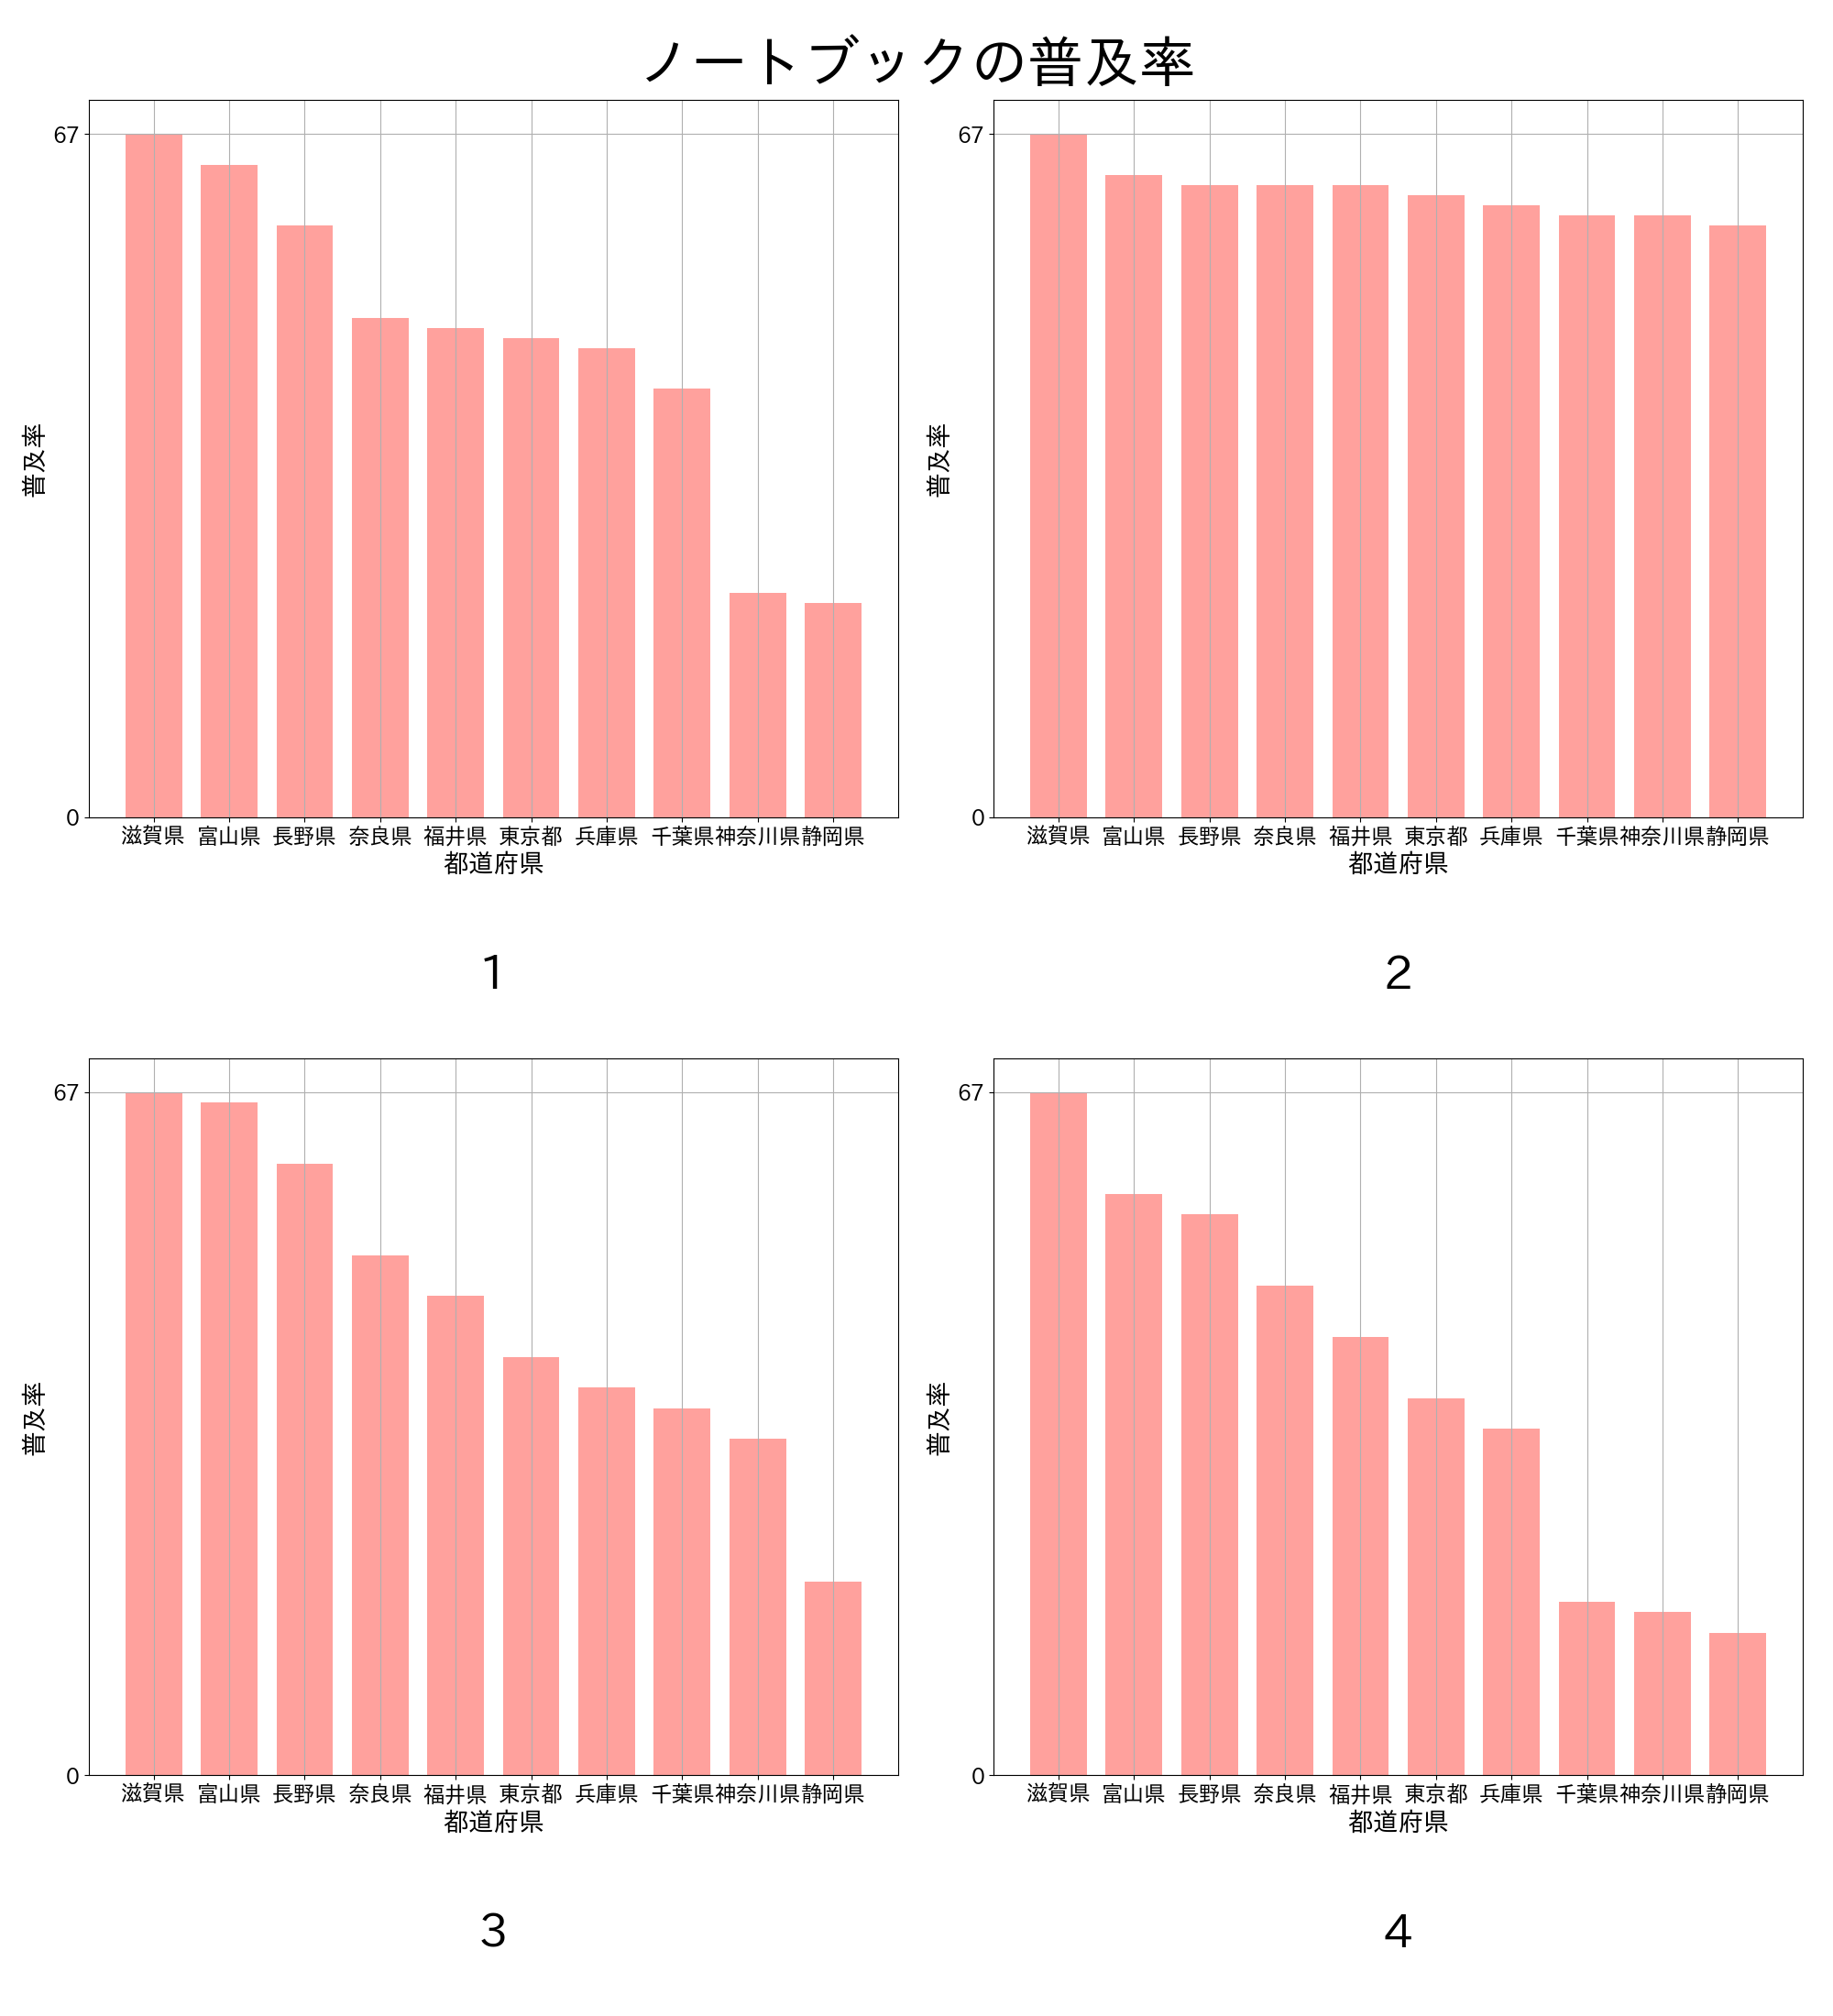 ノートブックの普及率
67
0
普及率
滋賀県 富山県 長野県 奈良県 福井県 東京都 兵庫県 千葉県 神奈川県 静岡県
都道府県
1
67
0
普及率
滋賀県 富山県 長野県 奈良県 福井県 東京都 兵庫県 千葉県 神奈川県 静岡県
都道府県
2
67
0
普及率
滋賀県 富山県 長野県 奈良県 福井県 東京都 兵庫県 千葉県 神奈川県 静岡県
都道府県
3
67
0
普及率
滋賀県 富山県 長野県 奈良県 福井県 東京都 兵庫県 千葉県 神奈川県 静岡県
都道府県
4